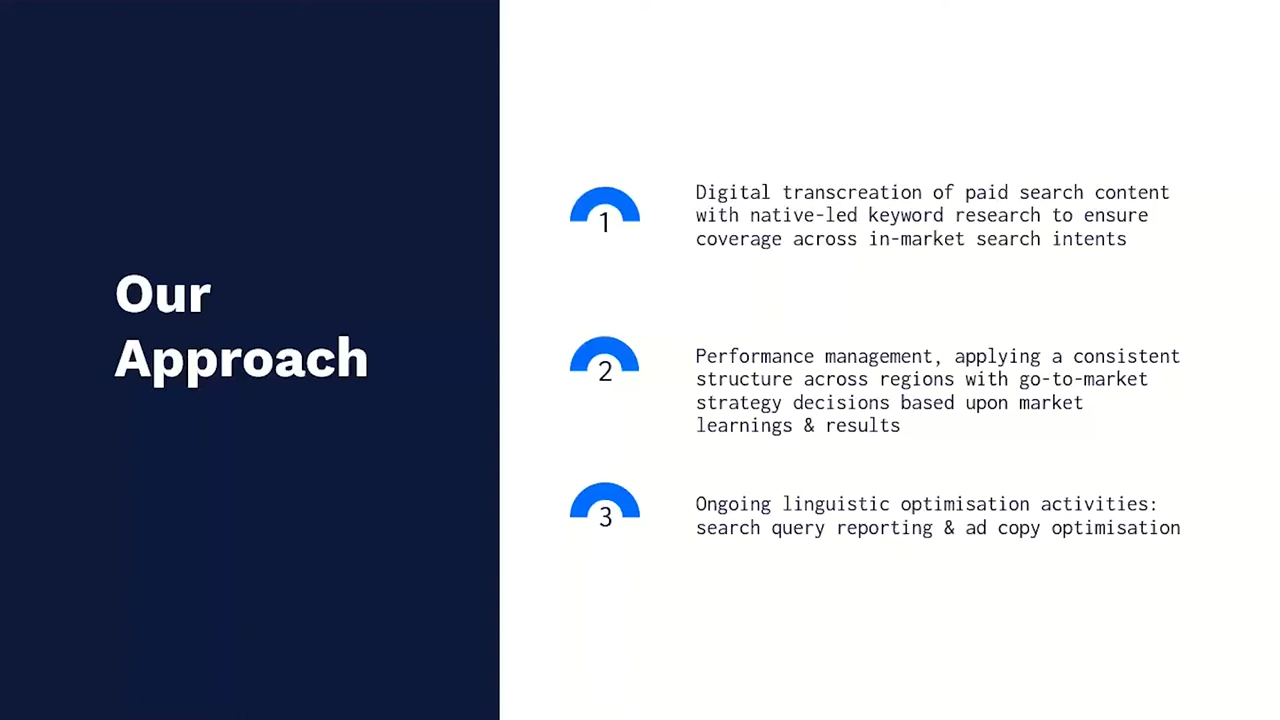 Our
Approach
1
Digital transcreation of paid search content
with native-led keyword research to ensure
coverage across in-market search intents
2
Performance management, applying a consistent
structure across regions with go-to-market
strategy decisions based upon market
learnings & results
3
Ongoing linguistic optimisation activities:
search query reporting & ad copy optimisation